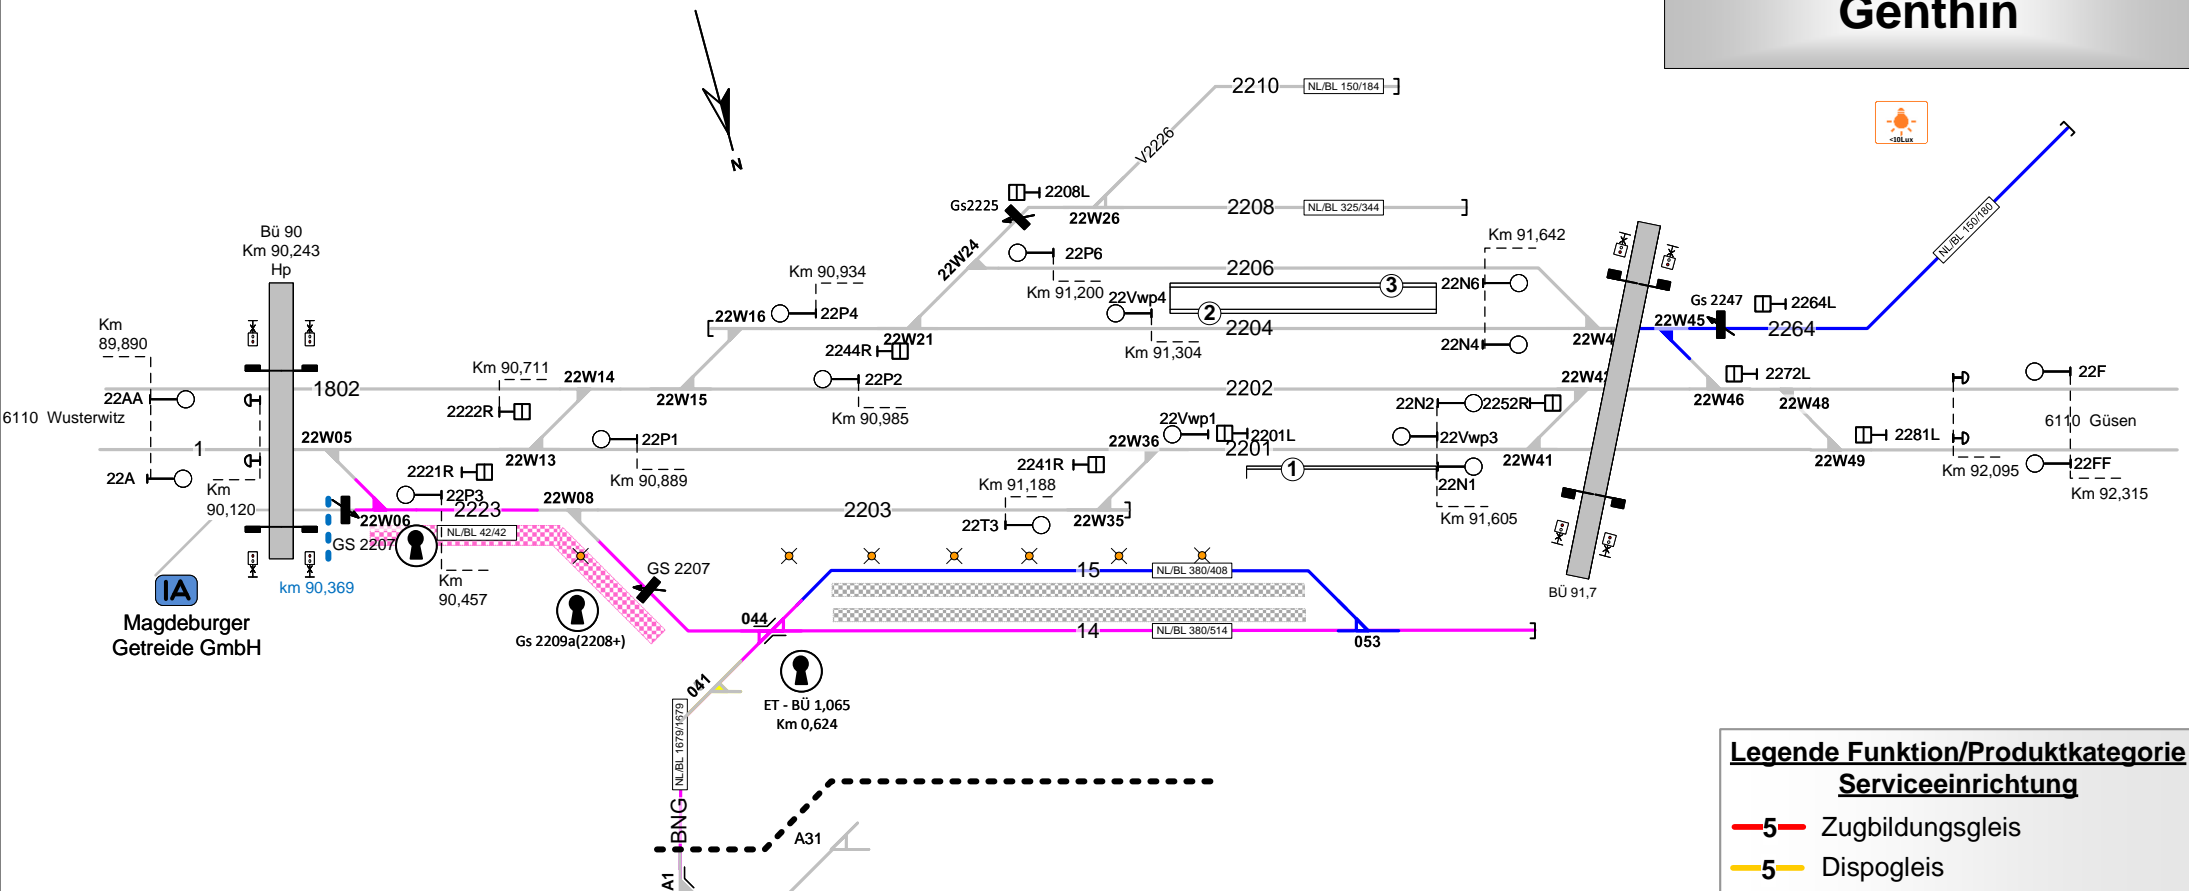 Genthin
2210
NL/BL 150/184
V2226
N
<10Lux
2208L
Gs2225
22W26
2208
NL/BL 325/344
NL/BL 150/180
Bü 90
Km 90,243
Hp
22W24
22P6
Km 91,200
2206
Km 91,642
22N6
3
2
Km 90,934
22P4
22W16
22Vwp4
Km 91,304
2204
22W21
2244R
22N4
22W4
Gs 2247
22W45
2264L
2264
Km
89,890
22AA
1802
Km 90,711
22W14
2222R
22W15
22P2
Km 90,985
2202
22W42
22N2
2252R
2272L
22W46
22W48
22F
6110 Wusterwitz
6110 Güsen
1
22W05
22A
Km
90,120
22W13
22P1
Km 90,889
22W36
22Vwp1
2201L
2201
22Vwp3
22W41
2281L
22W49
Km 92,095
22FF
Km 92,315
2221R
2241R
1
22N1
Km 91,605
22P3
22W08
2223
22W06
GS 2207
NL/BL 42/42
Km
90,457
2203
Km 91,188
22T3
22W35
km 90,369
IA
Magdeburger
Getreide GmbH
GS 2207
Gs 2209a(2208+)
15
NL/BL 380/408
BÜ 91,7
044
14
NL/BL 380/514
053
041
ET - BÜ 1,065
Km 0,624
NL/BL 1679/1679
BNG
A1
A31
Legende Funktion/Produktkategorie
Serviceeinrichtung
5 Zugbildungsgleis
5 Dispogleis